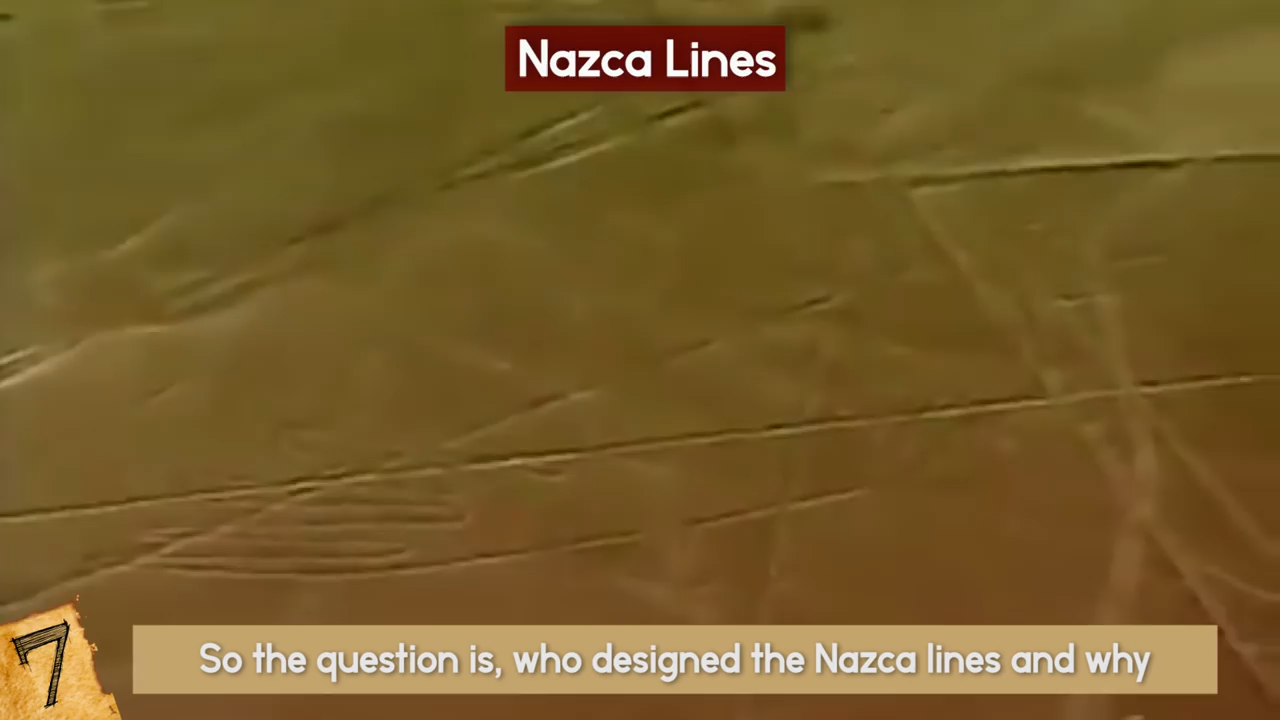 Nazca Lines
7
So the question is, who designed the Nazca lines and why